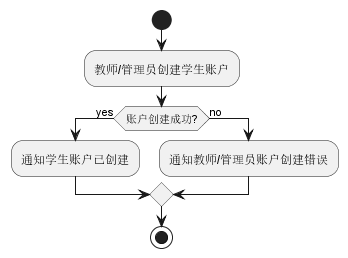 教师/管理员创建学生账户
yes
账户创建成功?
no
通知学生账户已创建
通知教师/管理员账户创建错误